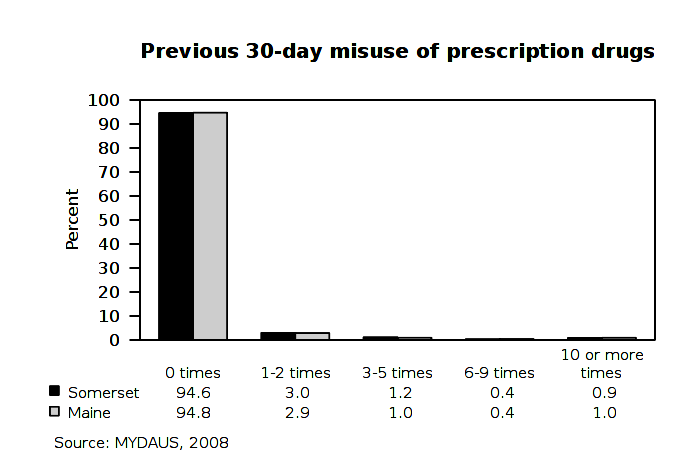 Previous 30-day misuse of prescription drugs
100
90
80
70
60
50
40
30
20
10
0
Percent
10 or more
0 times 1-2 times 3-5 times 6-9 times times
Somerset 94.6 3.0 1.2 0.4 0.9
Maine 94.8 2.9 1.0 0.4 1.0
Source: MYDAUS, 2008